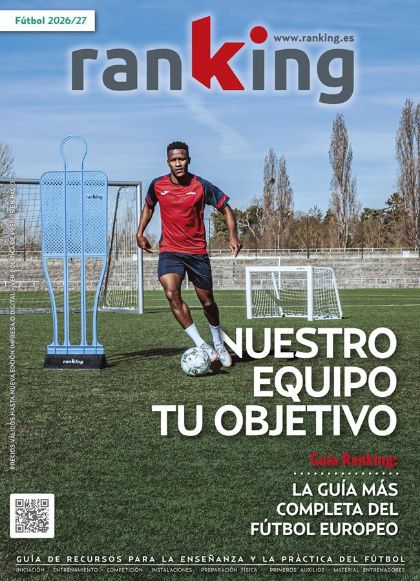 Fútbol 2026/27
www.ranking.es
ranking
ranking
ranking
NUESTRO
EQUIPO
TU OBJETIVO
Guía Ranking:
LA GUÍA MÁS
COMPLETA DEL
FÚTBOL EUROPEO
GUÍA DE RECURSOS PARA LA ENSEÑANZA Y LA PRÁCTICA DEL FÚTBOL
INICIACIÓN / ENTRENAMIENTO / COMPETICIÓN / INSTALACIONES / PREPARACIÓN FÍSICA / PRIMEROS AUXILIOS / MATERIAL ENTRENADORES